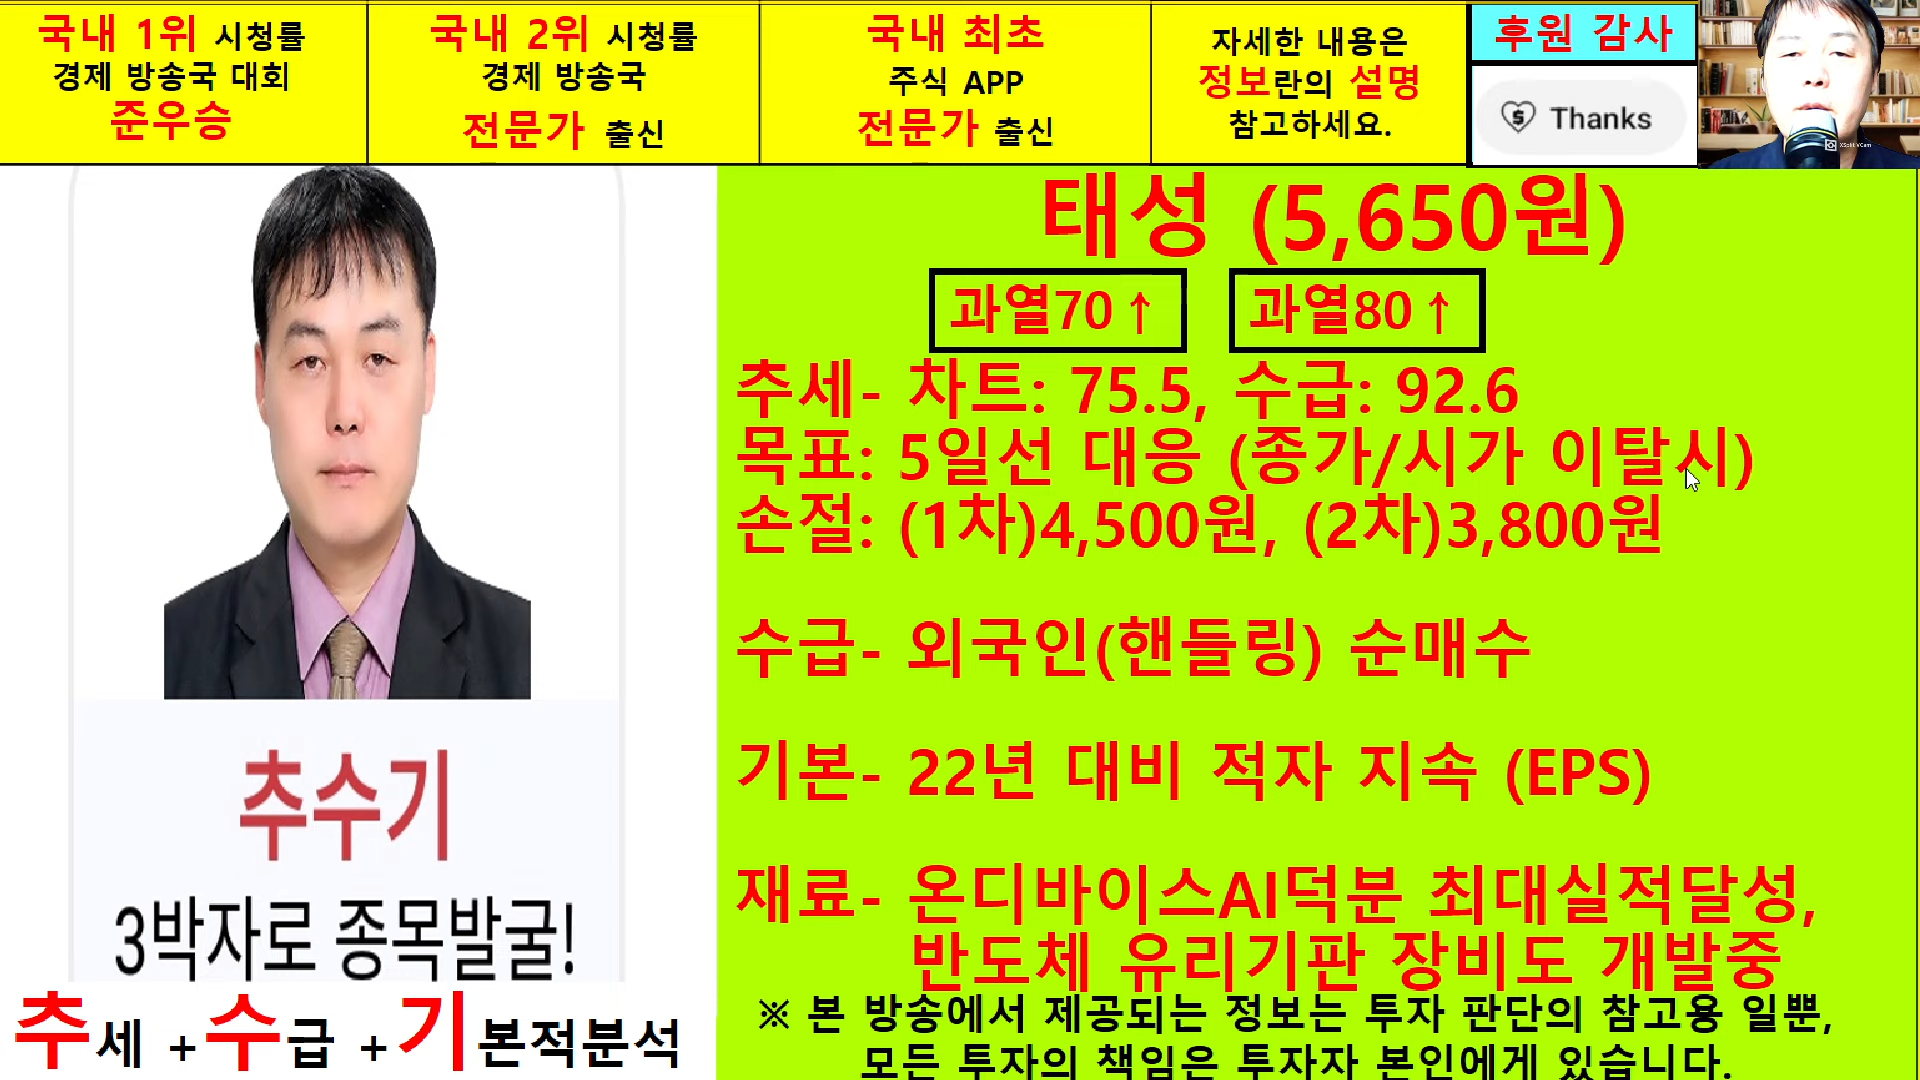 국내 1위 시청률
경제 방송국 대회
준우승
국내 2위 시청률
경제 방송국
전문가 출신
국내 최초
주식 APP
전문가 출신
자세한 내용은
정보란의 설명
참고하세요.
후원 감사
Thanks
XSplit VCam
태성 (5,650원)
과열70↑ 과열80↑
추세- 차트: 75.5, 수급: 92.6
목표: 5일선 대응 (종가/시가 이탈시)
손절: (1차)4,500원, (2차)3,800원
수급- 외국인(핸들링) 순매수
기본- 22년 대비 적자 지속 (EPS)
재료- 온디바이스AI덕분 최대실적달성,
반도체 유리기판 장비도 개발중
※ 본 방송에서 제공되는 정보는 투자 판단의 참고용 일뿐,
모든 투자의 책임은 투자자 본인에게 있습니다.
추수기
3박자로 종목발굴!
추세 +수급 +기본적분석